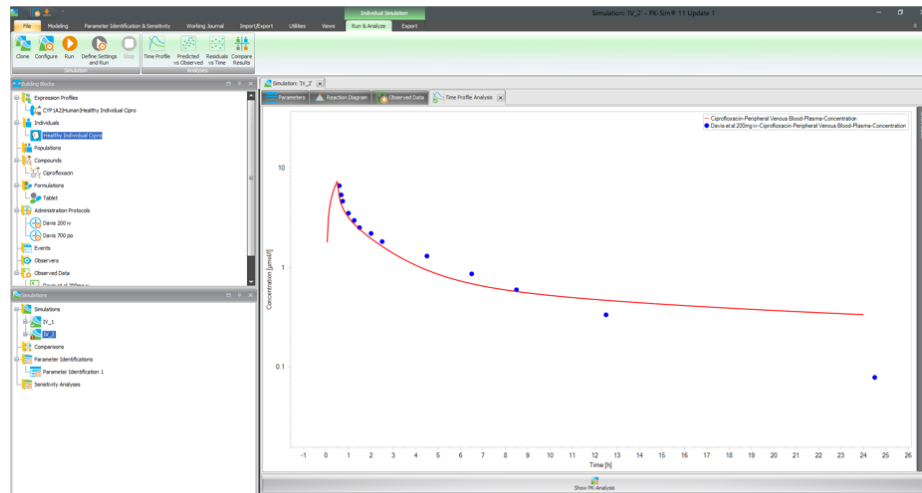 Individual Simulation
Simulation: 'IV_2' - PK-Sim® 11 Update 1
File Modeling Parameter Identification & Sensitivity Working Journal Import/Export Utilities Views Run & Analyze Export
Clone Configure Run Define Settings and Run Stop Time Profile Predicted vs Observed Residuals vs Time Compare Results
Simulation Analyses
Building Blocks
Expression Profiles
CYP1A2|Human|Healthy Individual Cipro
Individuals
Healthy Individual Cipro
Populations
Compounds
Ciprofloxacin
Formulations
Tablet
Administration Protocols
Davis 200 iv
Davis 700 po
Events
Observers
Observed Data
Davis et al 200mg iv
Simulations
Simulations
IV_1
IV_2
Comparisons
Parameter Identifications
Parameter Identification 1
Sensitivity Analyses
Simulation: 'IV_2'
Parameters Reaction Diagram Observed Data Time Profile Analysis
Ciprofloxacin-Peripheral Venous Blood-Plasma-Concentration
Davis et al 200mg iv-Ciprofloxacin-Peripheral Venous Blood-Plasma-Concentration
Concentration [µmol/l]
10
1
0.1
-1 0 1 2 3 4 5 6 7 8 9 10 11 12 13 14 15 16 17 18 19 20 21 22 23 24 25 26
Time [h]
Show PK-Analysis